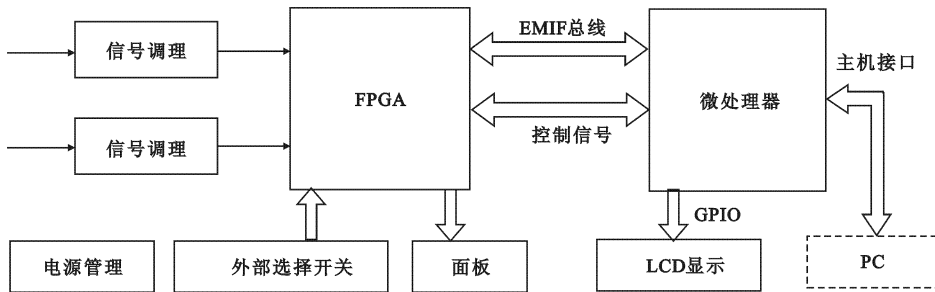 EMIF总线
信号调理
主机接口
FPGA
微处理器
控制信号
信号调理
GPIO
电源管理
外部选择开关
面板
LCD显示
PC